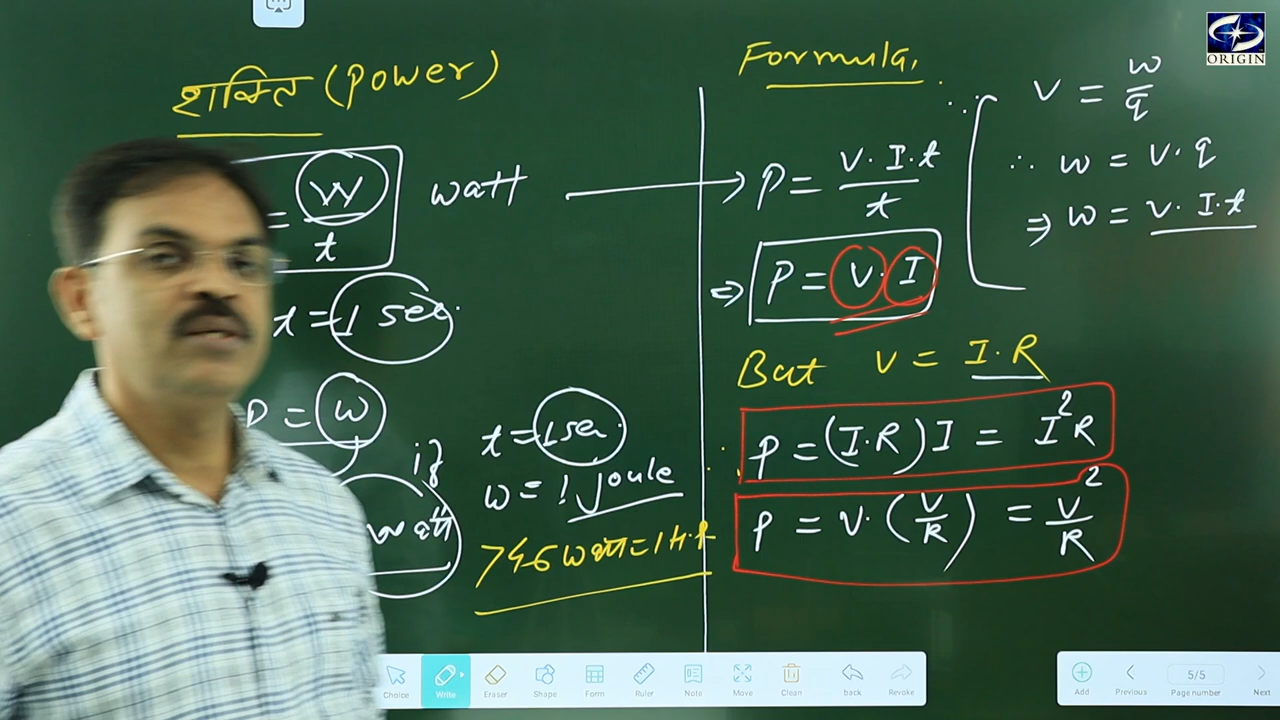 शक्ति (Power)
= W/t watt
t = 1 sec.
P = W
if
watt
t = 1 sec.
w = 1 joule
746 watt = 1 H.P
Formula.
P = V·I·t/t
⇒ P = V·I
But V = I·R
∴ P = (I·R) I = I²R
P = V·(V/R) = V²/R
∵ V = w/q
∴ w = V·q
⇒ w = V·I·t
ORIGIN
Choice Write Eraser Shape Form Ruler Note Move Clean back Revoke
Add Previous 5/5 Page number Next